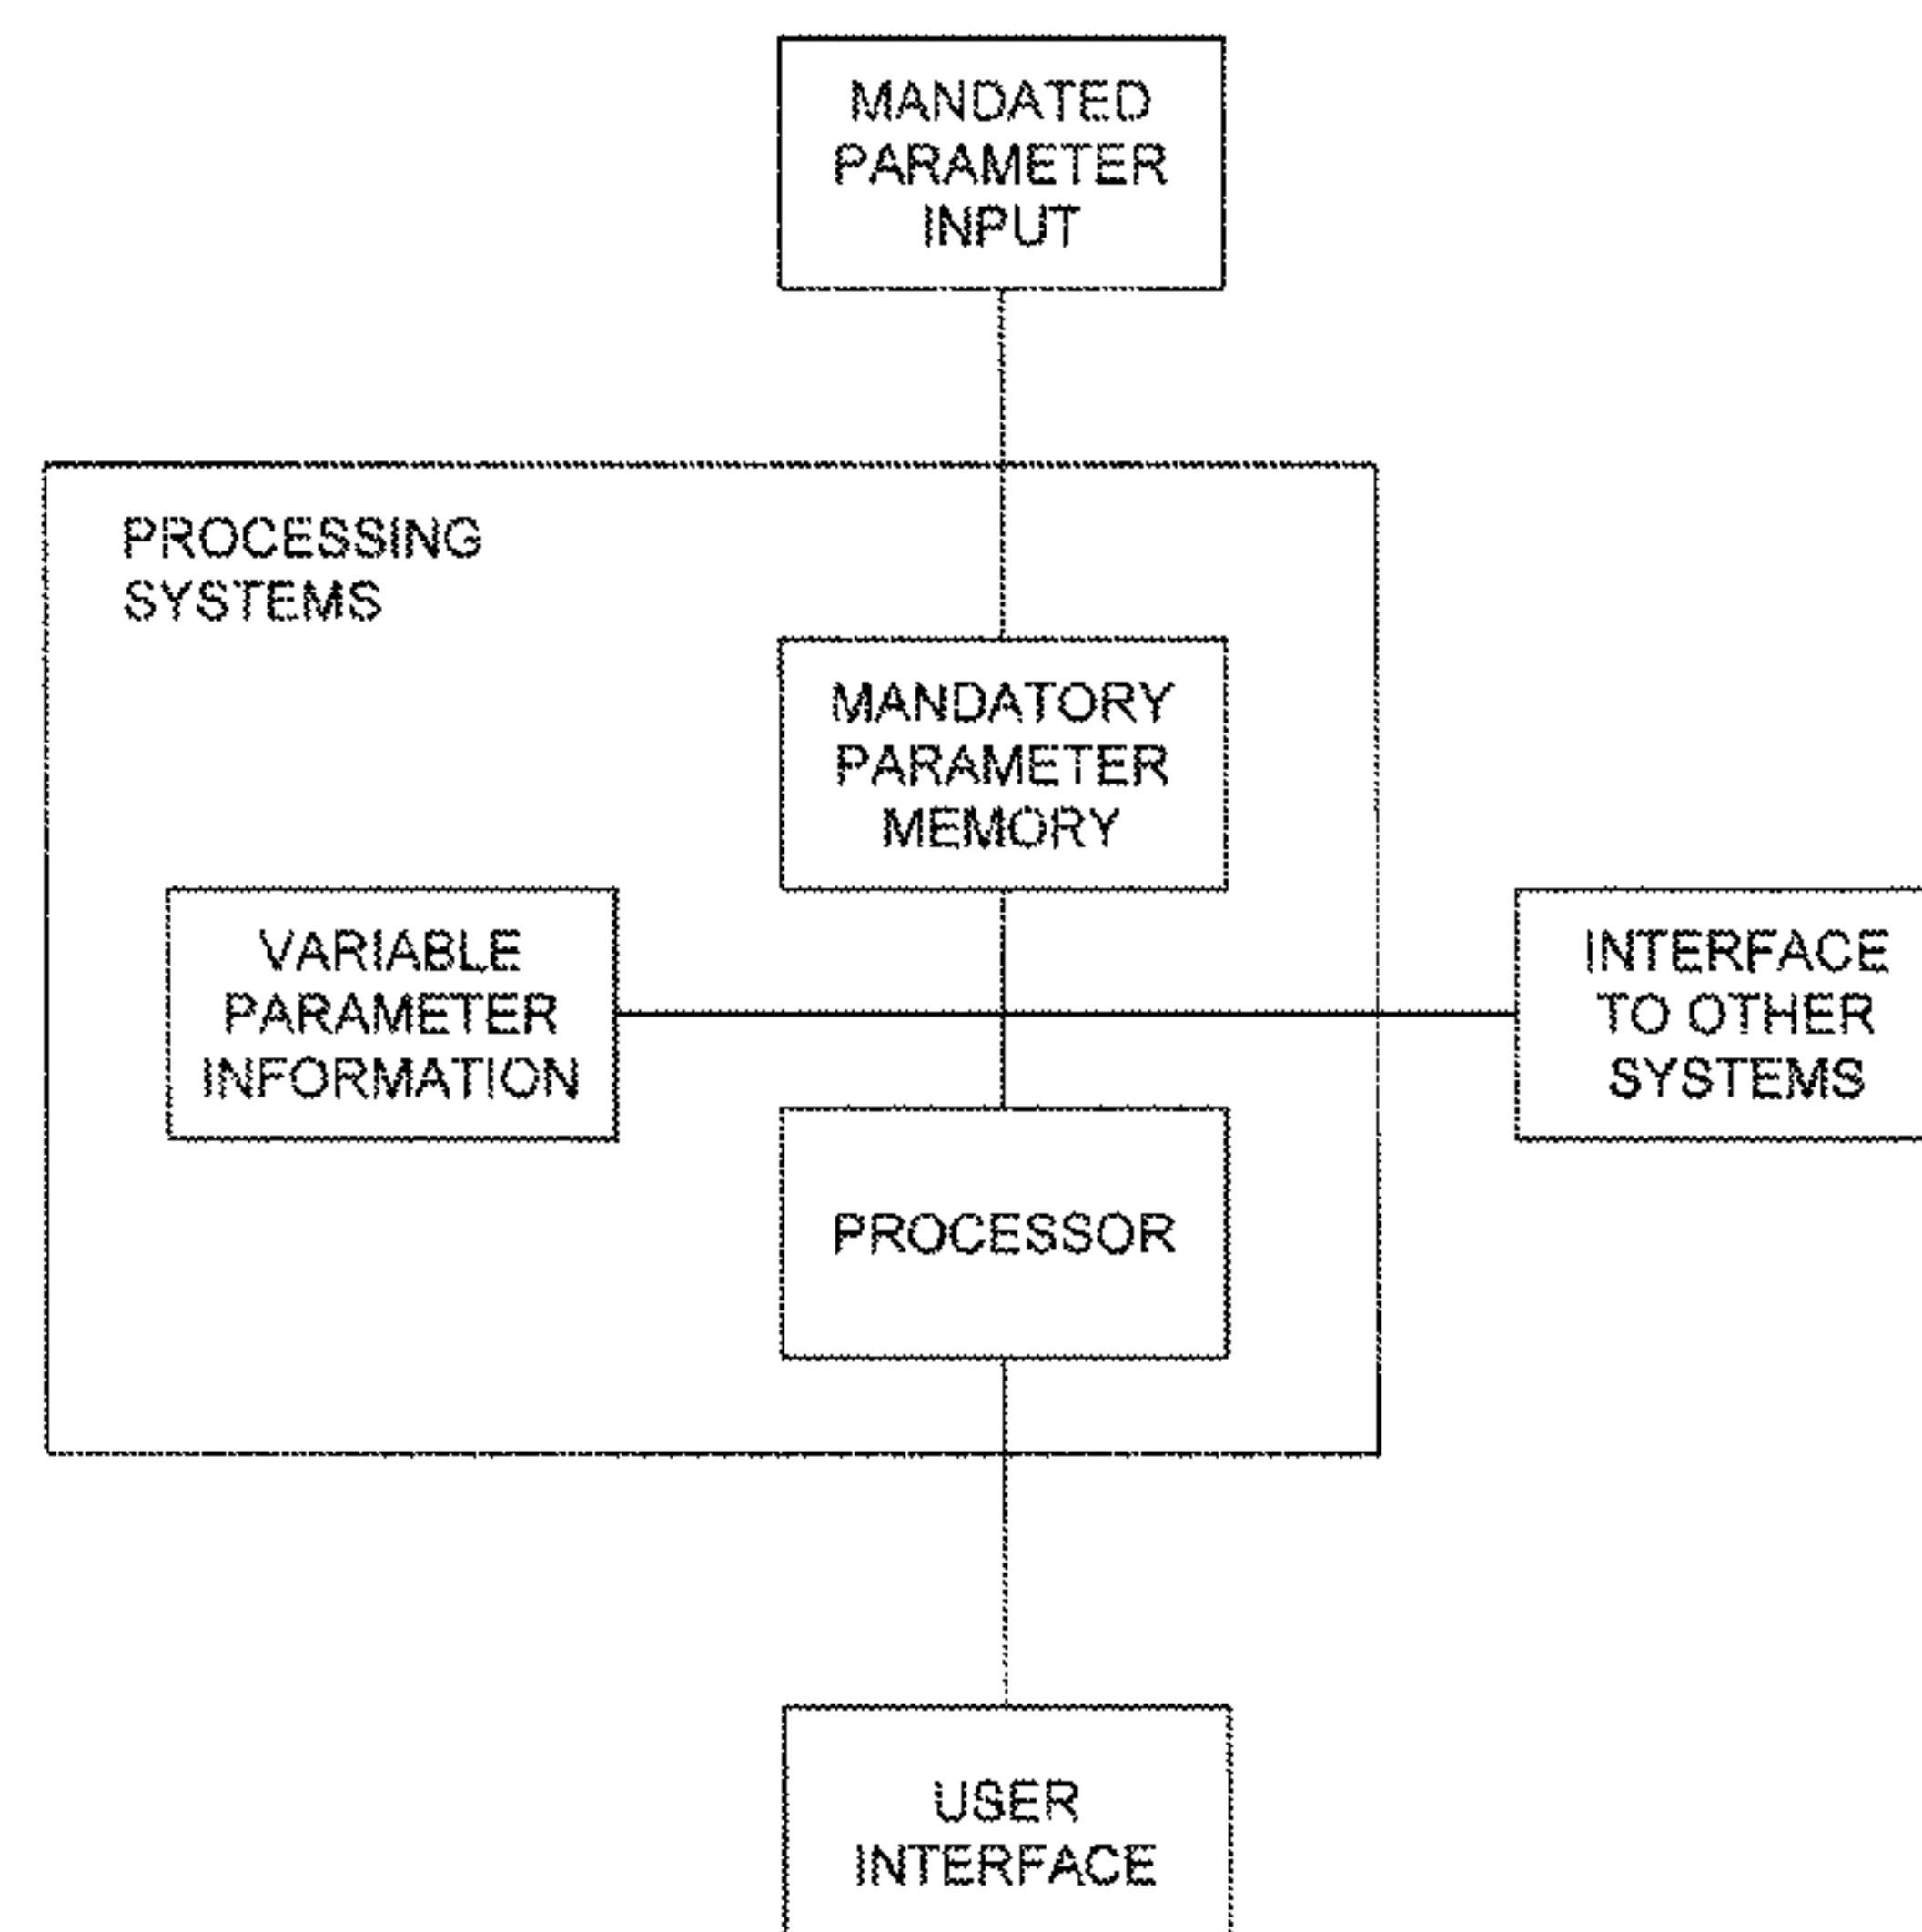 MANDATED
PARAMETER
INPUT
PROCESSING
SYSTEMS
MANDATORY
PARAMETER
MEMORY
VARIABLE
PARAMETER
INFORMATION
INTERFACE
TO OTHER
SYSTEMS
PROCESSOR
USER
INTERFACE